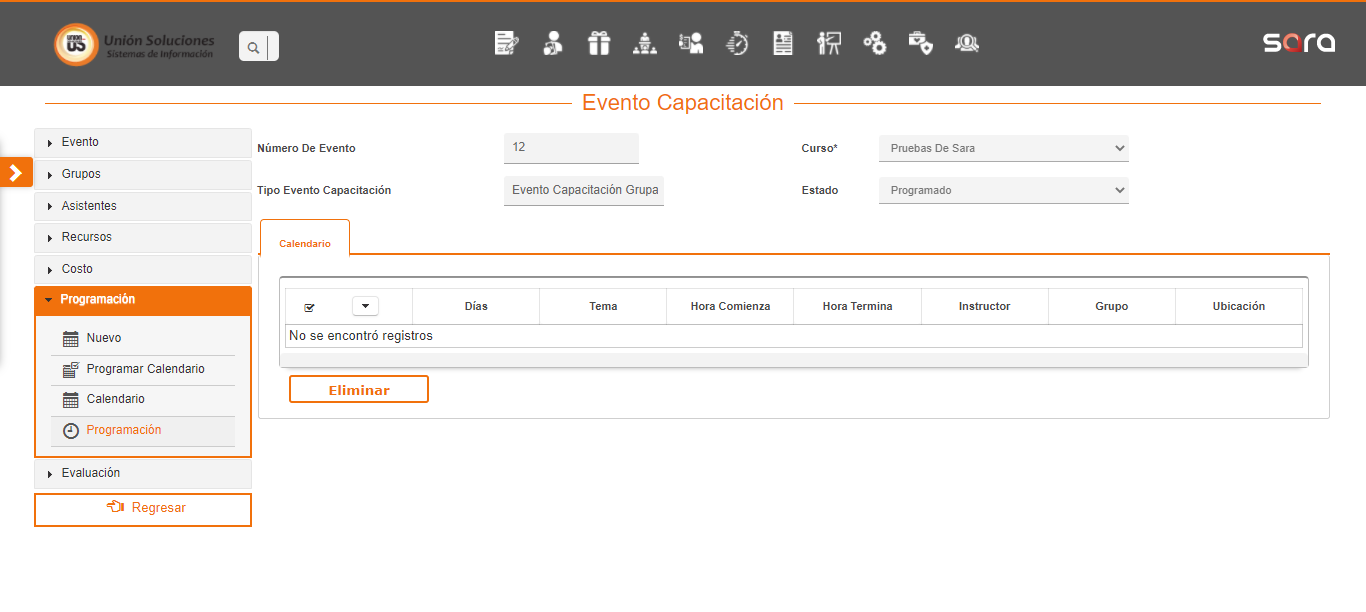 UNION
US
Unión Soluciones
Sistemas de Información
sara
Evento Capacitación
Evento
Grupos
Asistentes
Recursos
Costo
Programación
Nuevo
Programar Calendario
Calendario
Programación
Evaluación
Regresar
Número De Evento 12 Curso* Pruebas De Sara
Tipo Evento Capacitación Evento Capacitación Grupa Estado Programado
Calendario
Días Tema Hora Comienza Hora Termina Instructor Grupo Ubicación
No se encontró registros
Eliminar